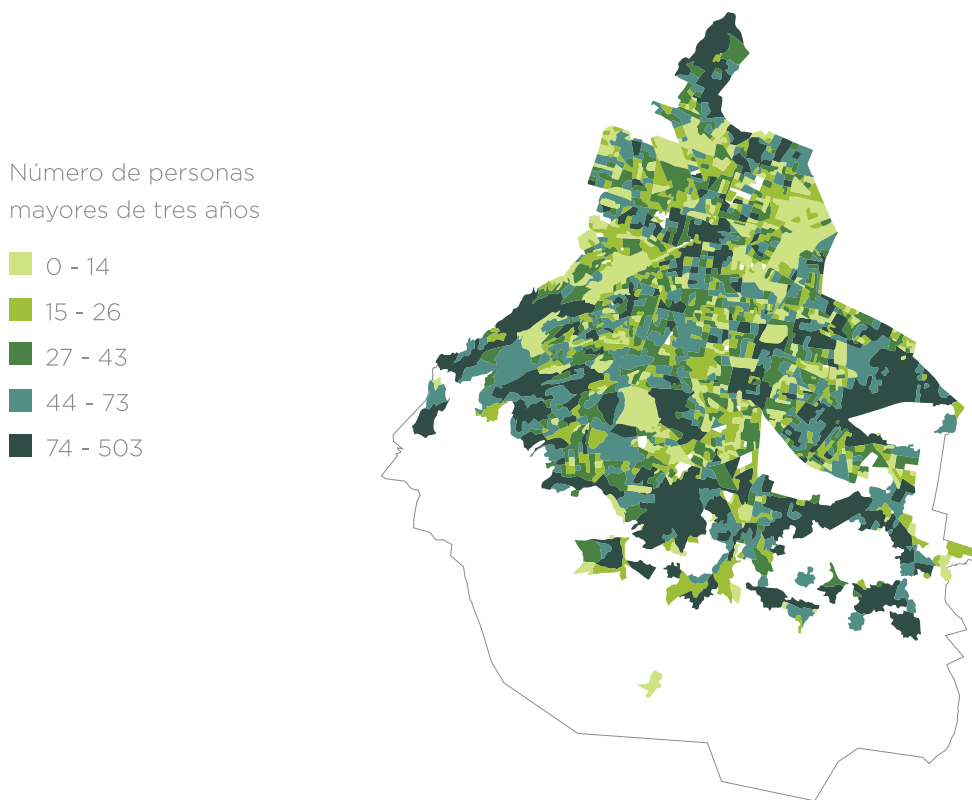 Número de personas
mayores de tres años
0 - 14
15 - 26
27 - 43
44 - 73
74 - 503